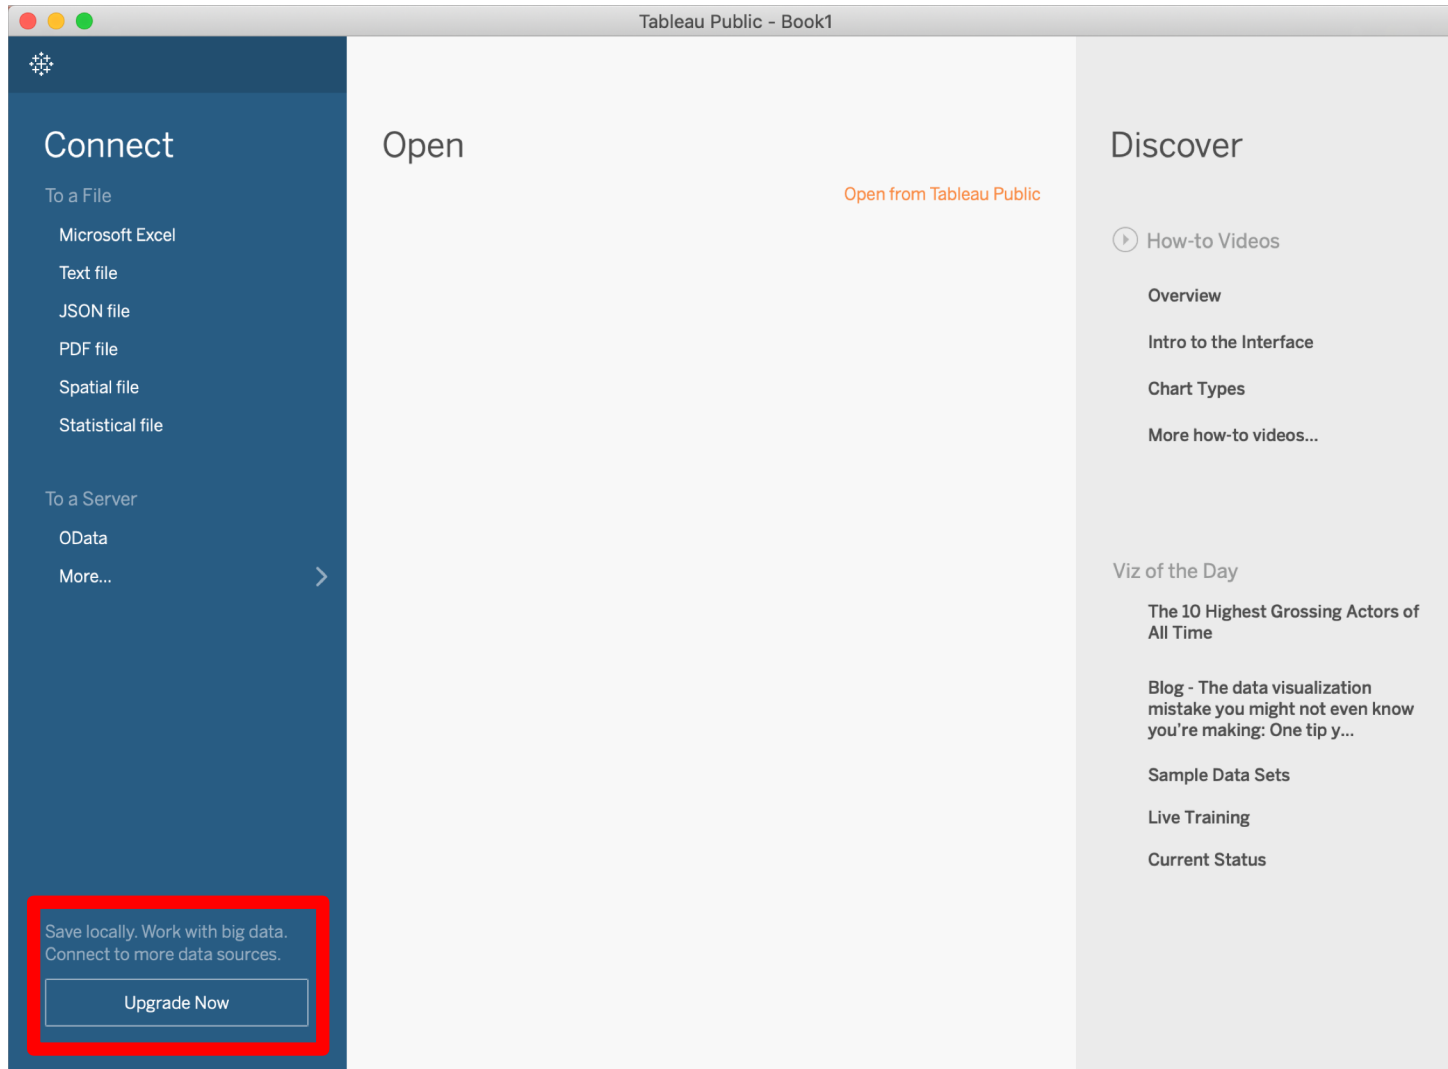 Tableau Public - Book1
Connect
To a File
Microsoft Excel
Text file
JSON file
PDF file
Spatial file
Statistical file
To a Server
OData
More...
Save locally. Work with big data.
Connect to more data sources.
Upgrade Now
Open
Open from Tableau Public
Discover
How-to Videos
Overview
Intro to the Interface
Chart Types
More how-to videos...
Viz of the Day
The 10 Highest Grossing Actors of
All Time
Blog - The data visualization
mistake you might not even know
you're making: One tip y...
Sample Data Sets
Live Training
Current Status